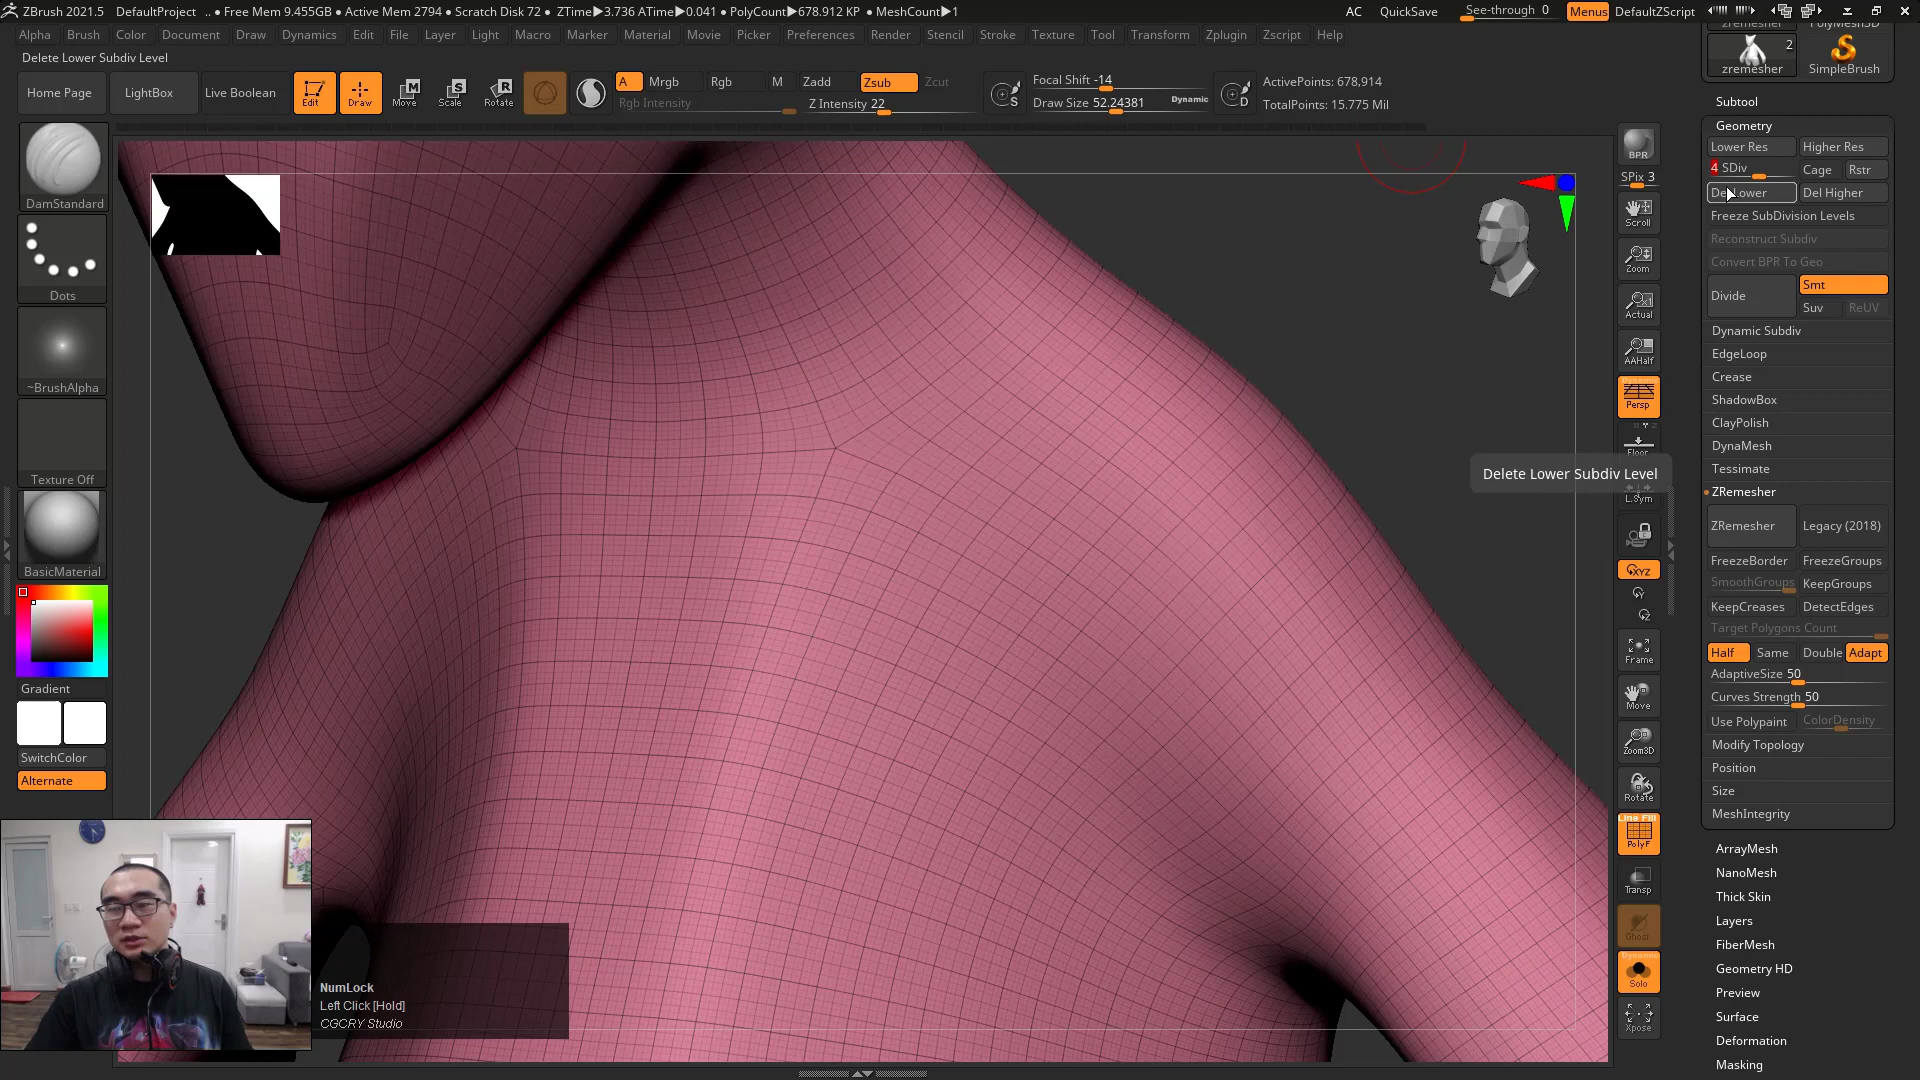 ZBrush 2021.5 DefaultProject .. ● Free Mem 9.455GB ● Active Mem 2794 ● Scratch Disk 72 ● ZTime▶3.736 ATime▶0.041 ● PolyCount▶678.912 KP ● MeshCount▶1
AC QuickSave See-through 0 Menus DefaultZScript
Alpha Brush Color Document Draw Dynamics Edit File Layer Light Macro Marker Material Movie Picker Preferences Render Stencil Stroke Texture Tool Transform Zplugin Zscript Help
Delete Lower Subdiv Level
Home Page LightBox Live Boolean
Edit Draw Move Scale Rotate
A Mrgb Rgb M Zadd Zsub Zcut
Rgb Intensity Z Intensity 22
Focal Shift -14
Draw Size 52.24381 Dynamic
ActivePoints: 678,914
TotalPoints: 15.775 Mil
DamStandard
Dots
~BrushAlpha
Texture Off
BasicMaterial
Gradient
SwitchColor
Alternate
NumLock
Left Click [Hold]
CGCRY Studio
BPR
SPix 3
Scroll
Zoom
Actual
AAHalf
Persp
Floor
L.Sym
XYZ
Frame
Move
Zoom3D
Rotate
Line Fill
PolyF
Transp
Ghost
Dynamic
Solo
Xpose
Delete Lower Subdiv Level
zremesher PolyMesh3D
2
zremesher SimpleBrush
Subtool
Geometry
Lower Res Higher Res
4 SDiv Cage Rstr
Del Lower Del Higher
Freeze SubDivision Levels
Reconstruct Subdiv
Convert BPR To Geo
Divide Smt
Suv ReUV
Dynamic Subdiv
EdgeLoop
Crease
ShadowBox
ClayPolish
DynaMesh
Tessimate
ZRemesher
ZRemesher Legacy (2018)
FreezeBorder FreezeGroups
SmoothGroups KeepGroups
KeepCreases DetectEdges
Target Polygons Count
Half Same Double Adapt
AdaptiveSize 50
Curves Strength 50
Use Polypaint ColorDensity
Modify Topology
Position
Size
MeshIntegrity
ArrayMesh
NanoMesh
Thick Skin
Layers
FiberMesh
Geometry HD
Preview
Surface
Deformation
Masking